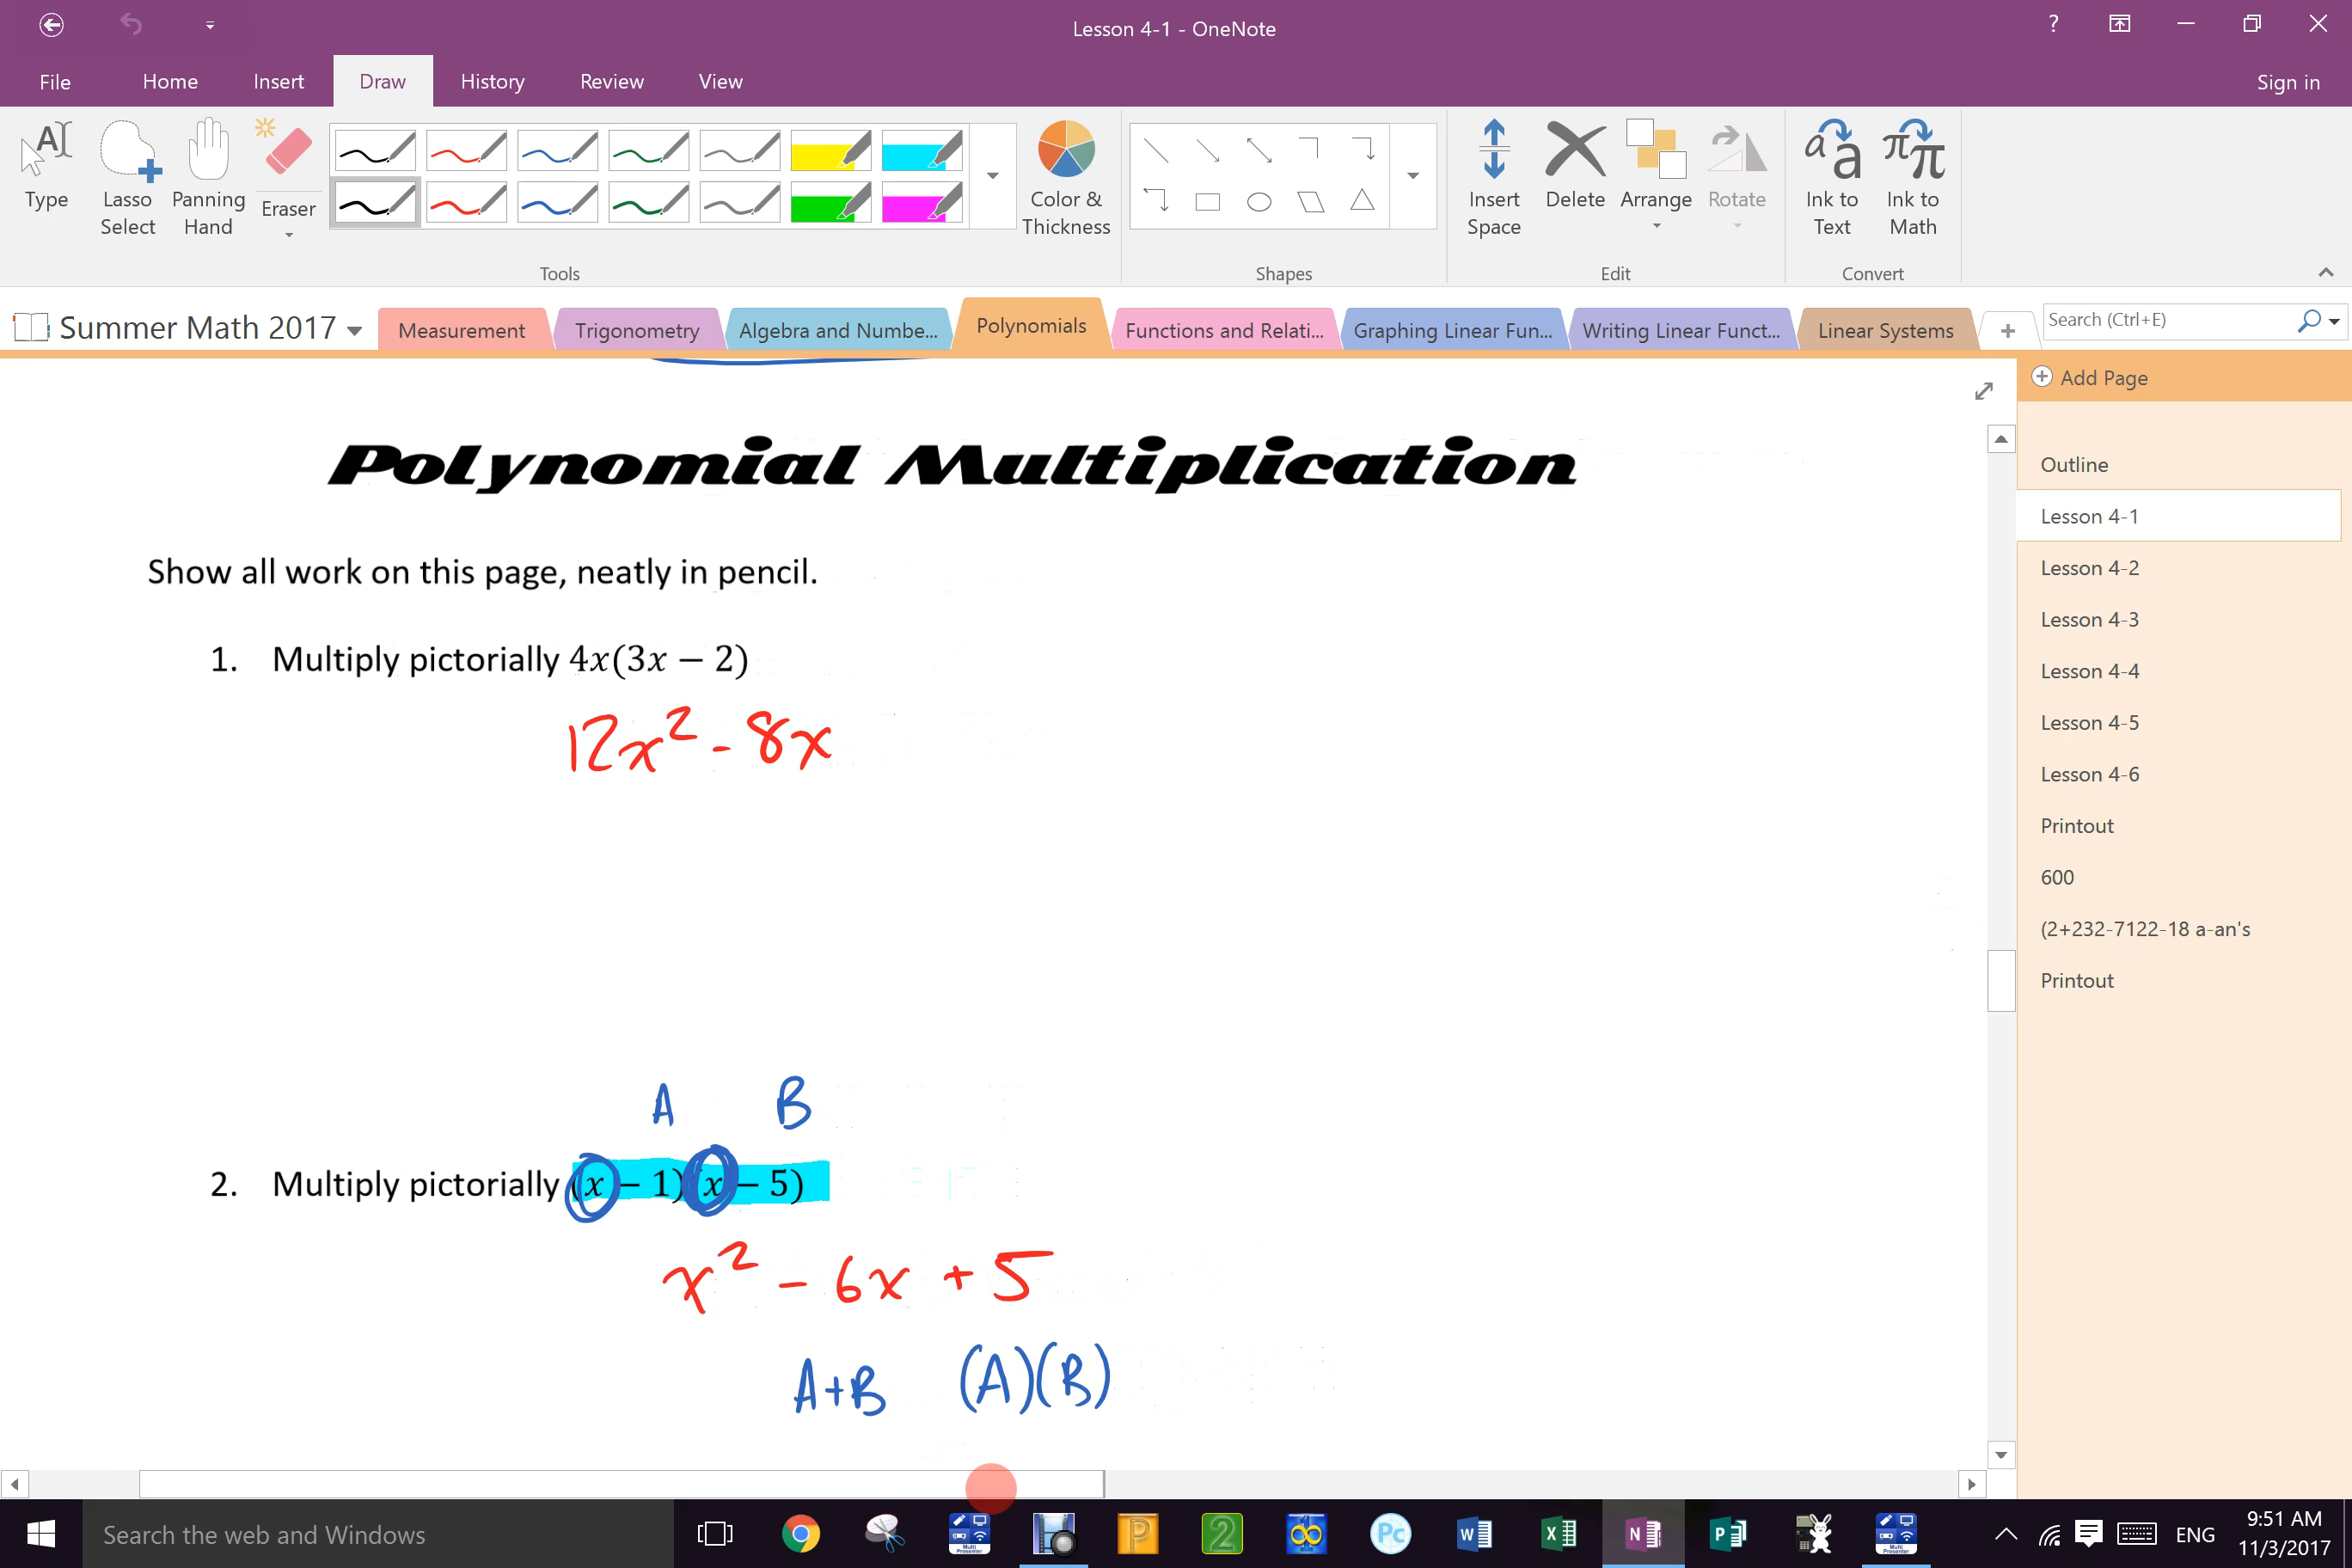 Lesson 4-1 - OneNote
?
File Home Insert Draw History Review View Sign in
Type Lasso Select Panning Hand Eraser Color & Thickness Insert Space Delete Arrange Rotate Ink to Text Ink to Math
Tools Shapes Edit Convert
Summer Math 2017 Measurement Trigonometry Algebra and Numbe... Polynomials Functions and Relati... Graphing Linear Fun... Writing Linear Funct... Linear Systems + Search (Ctrl+E)
Add Page
Polynomial Multiplication
Show all work on this page, neatly in pencil.
1. Multiply pictorially 4x(3x − 2)
12x² - 8x
A B
2. Multiply pictorially (x − 1)(x − 5)
x² - 6x + 5
A+B (A)(B)
Outline
Lesson 4-1
Lesson 4-2
Lesson 4-3
Lesson 4-4
Lesson 4-5
Lesson 4-6
Printout
600
(2+232-7122-18 a-an's
Printout
Search the web and Windows
ENG
9:51 AM
11/3/2017